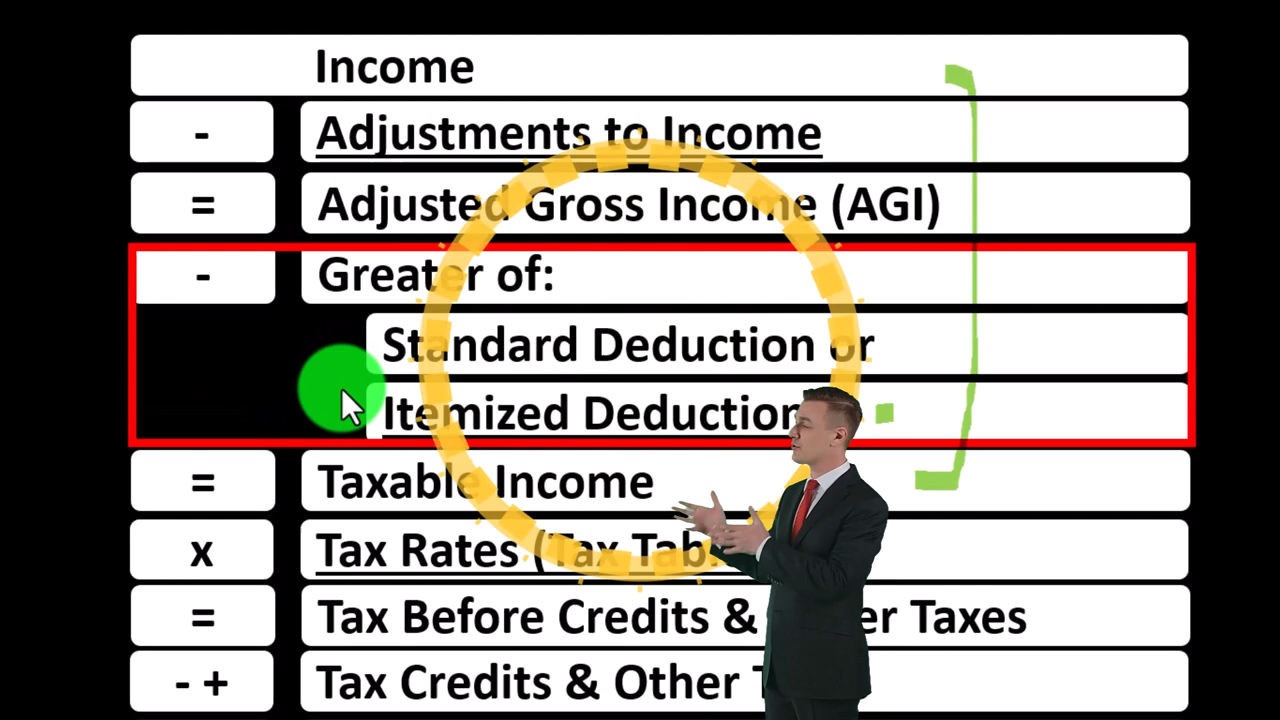 Income
- Adjustments to Income
= Adjusted Gross Income (AGI)
- Greater of:
Standard Deduction or
Itemized Deduction
= Taxable Income
x Tax Rates (Tax
= Tax Before Credits & Taxes
- + Tax Credits & Other